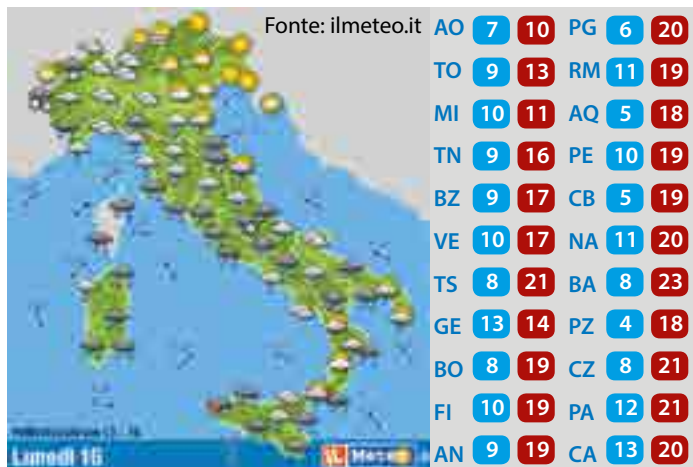 Fonte: ilmeteo.it
AO 7 10 PG 6 20
TO 9 13 RM 11 19
MI 10 11 AQ 5 18
TN 9 16 PE 10 19
BZ 9 17 CB 5 19
VE 10 17 NA 11 20
TS 8 21 BA 8 23
GE 13 14 PZ 4 18
BO 8 19 CZ 8 21
FI 10 19 PA 12 21
AN 9 19 CA 13 20
Lunedì 16